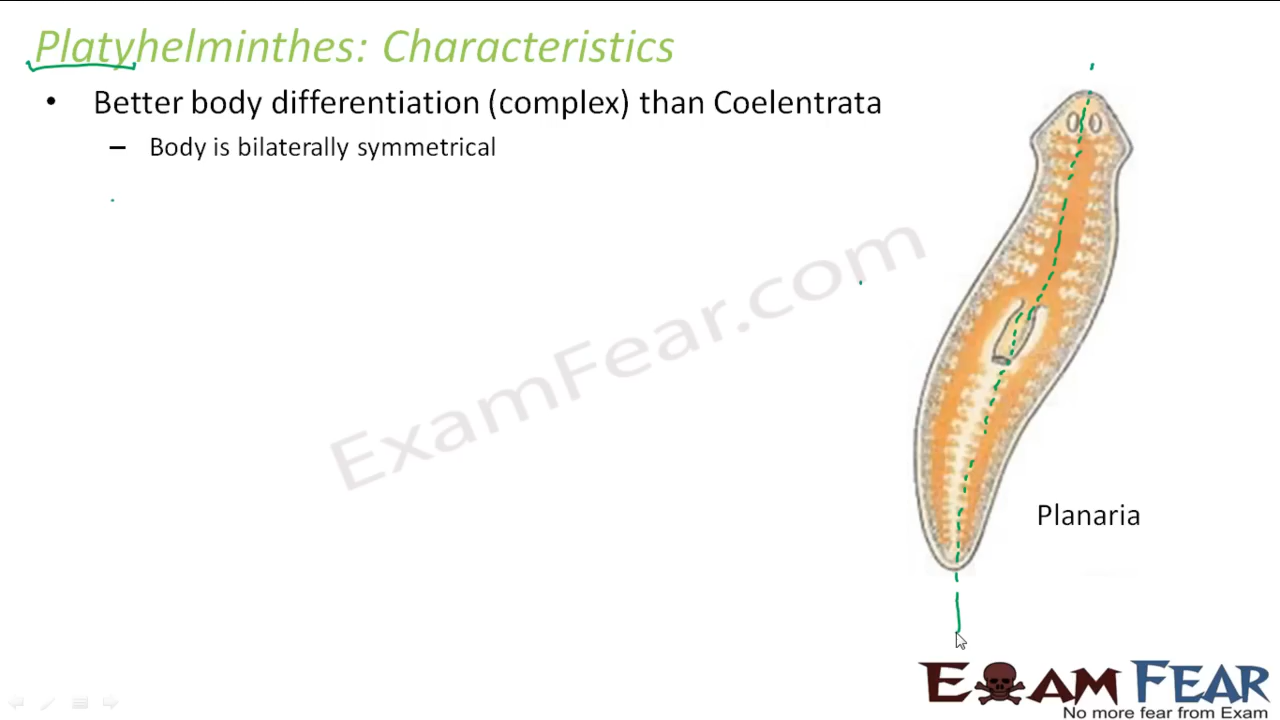 Platyhelminthes: Characteristics
• Better body differentiation (complex) than Coelentrata
– Body is bilaterally symmetrical
ExamFear.com
Planaria
EXAM FEAR
No more fear from Exam